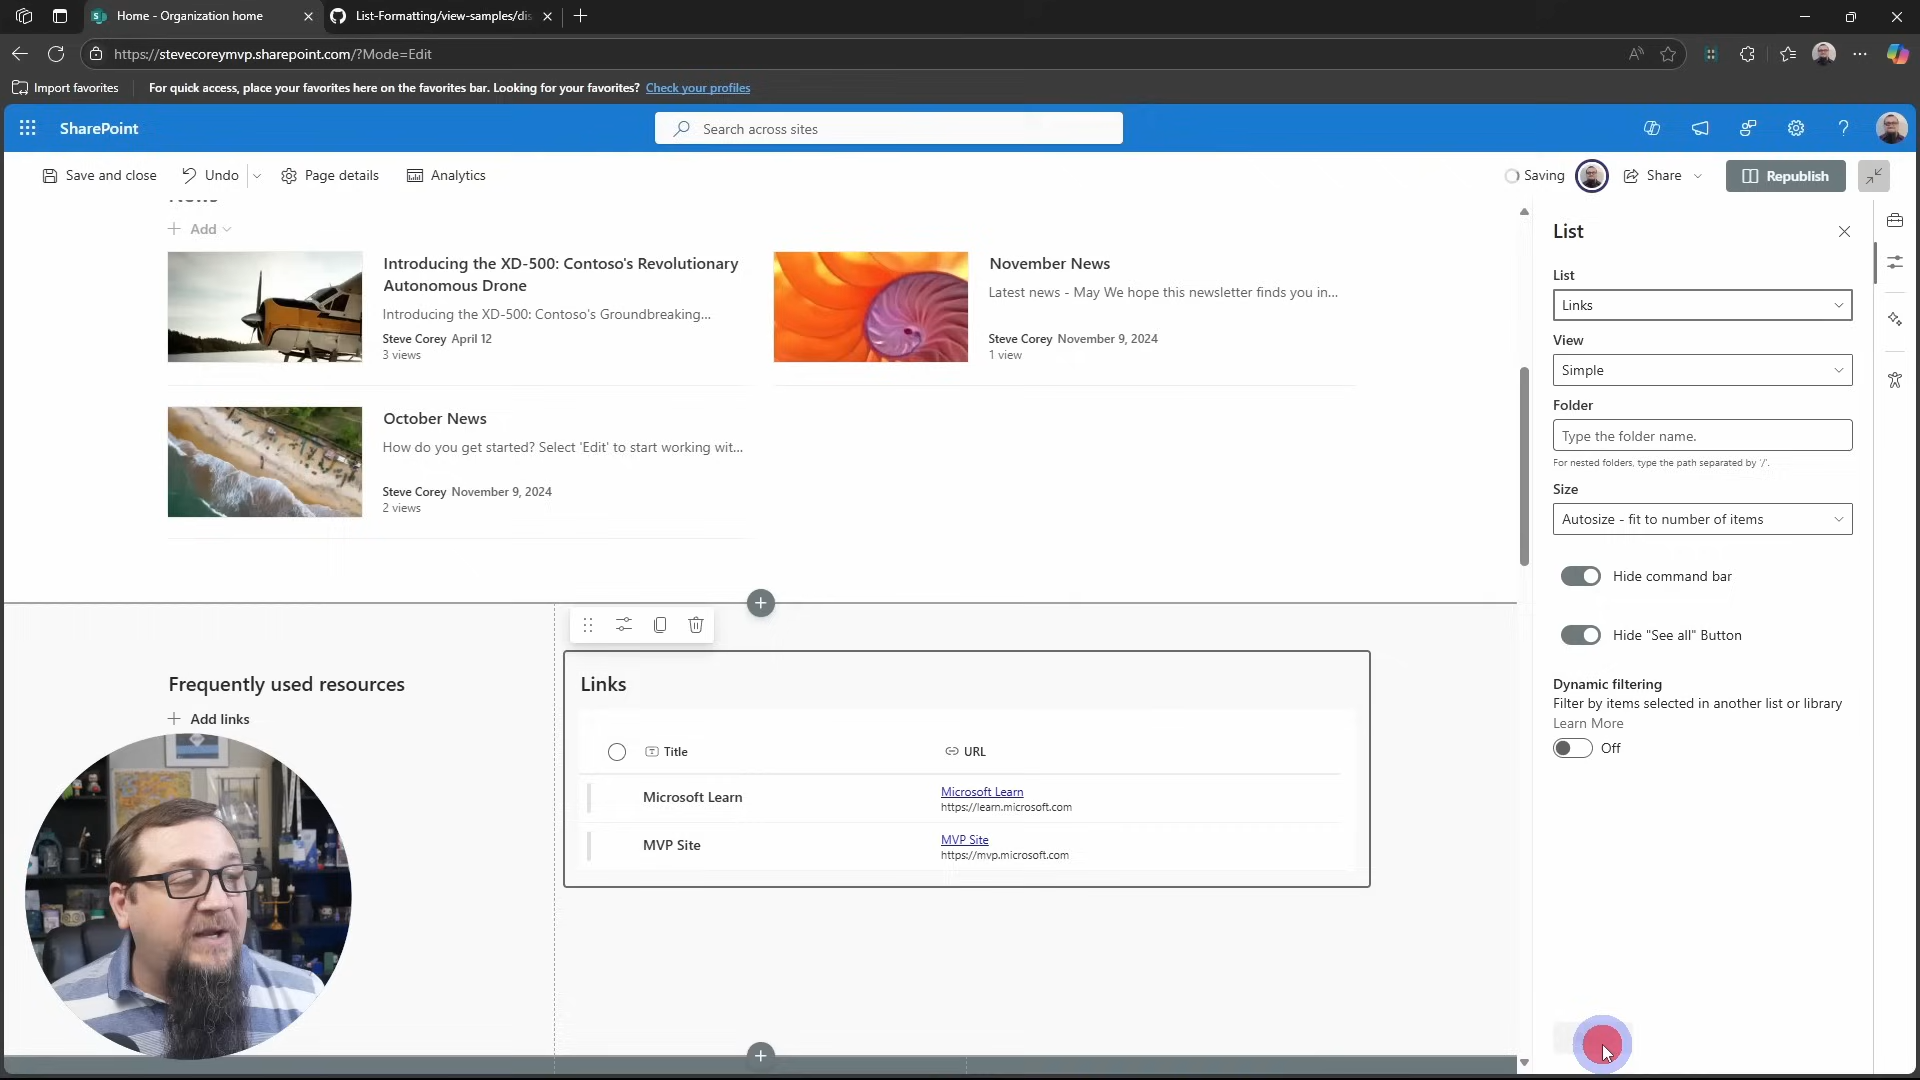 Home - Organization home
List-Formatting/view-samples/dis
https://stevecoreymvp.sharepoint.com/?Mode=Edit
Import favorites
For quick access, place your favorites here on the favorites bar. Looking for your favorites? Check your profiles
SharePoint
Search across sites
Save and close
Undo
Page details
Analytics
Saving
Share
Republish
News
Add
Introducing the XD-500: Contoso's Revolutionary
Autonomous Drone
Introducing the XD-500: Contoso's Groundbreaking...
Steve Corey April 12
3 views
November News
Latest news - May We hope this newsletter finds you in...
Steve Corey November 9, 2024
1 view
October News
How do you get started? Select 'Edit' to start working wit...
Steve Corey November 9, 2024
2 views
Frequently used resources
Add links
Links
Title
URL
Microsoft Learn
Microsoft Learn
https://learn.microsoft.com
MVP Site
MVP Site
https://mvp.microsoft.com
List
List
Links
View
Simple
Folder
Type the folder name.
For nested folders, type the path separated by '/'.
Size
Autosize - fit to number of items
Hide command bar
Hide "See all" Button
Dynamic filtering
Filter by items selected in another list or library
Learn More
Off